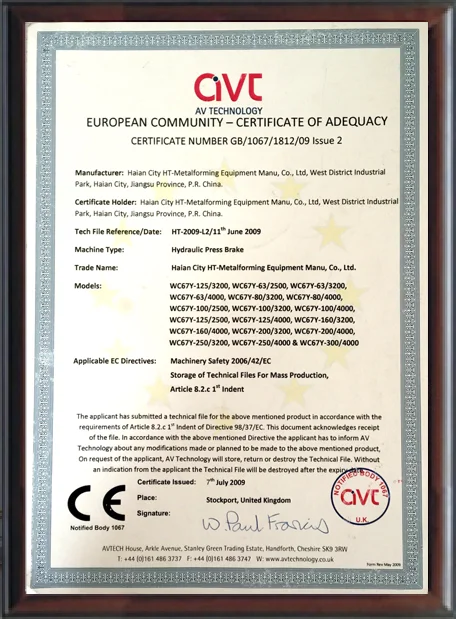 avt
AV TECHNOLOGY
EUROPEAN COMMUNITY – CERTIFICATE OF ADEQUACY
CERTIFICATE NUMBER GB/1067/1812/09 Issue 2
Manufacturer: Haian City HT-Metalforming Equipment Manu, Co., Ltd, West District Industrial
Park, Haian City, Jiangsu Province, P.R. China.
Certificate Holder: Haian City HT-Metalforming Equipment Manu, Co., Ltd, West District Industrial
Park, Haian City, Jiangsu Province, P.R. China.
Tech File Reference/Date: HT-2009-L2/11th June 2009
Machine Type: Hydraulic Press Brake
Trade Name: Haian City HT-Metalforming Equipment Manu, Co., Ltd.
Models: WC67Y-125/3200, WC67Y-63/2500, WC67Y-63/3200,
WC67Y-63/4000, WC67Y-80/3200, WC67Y-80/4000,
WC67Y-100/2500, WC67Y-100/3200, WC67Y-100/4000,
WC67Y-125/2500, WC67Y-125/4000, WC67Y-160/3200,
WC67Y-160/4000, WC67Y-200/3200, WC67Y-200/4000,
WC67Y-250/3200, WC67Y-250/4000 & WC67Y-300/4000
Applicable EC Directives: Machinery Safety 2006/42/EC
Storage of Technical Files For Mass Production,
Article 8.2.c 1st Indent
The applicant has submitted a technical file for the above mentioned product in accordance with the
requirements of Article 8.2.c 1st Indent of Directive 98/37/EC. This document acknowledges receipt
of the file. In accordance with the above mentioned Directive the applicant has to inform AV
Technology about any modifications made or planned to be made to the above mentioned product.
On request of the applicant, AV Technology will store, return or destroy the Technical File. Without
an indication from the applicant the Technical File will be destroyed after the expiry date.
Certificate Issued: 7th July 2009
Place: Stockport, United Kingdom
Signature: W. Paul Francis
CE
Notified Body 1067
NOTIFIED BODY 1067
avt
U.K.
AVTECH House, Arkle Avenue, Stanley Green Trading Estate, Handforth, Cheshire SK9 3RW
T: +44 (0)161 486 3737 F: +44 (0)161 486 3747 W: www.avtechnology.co.uk
Form Rev May 2009